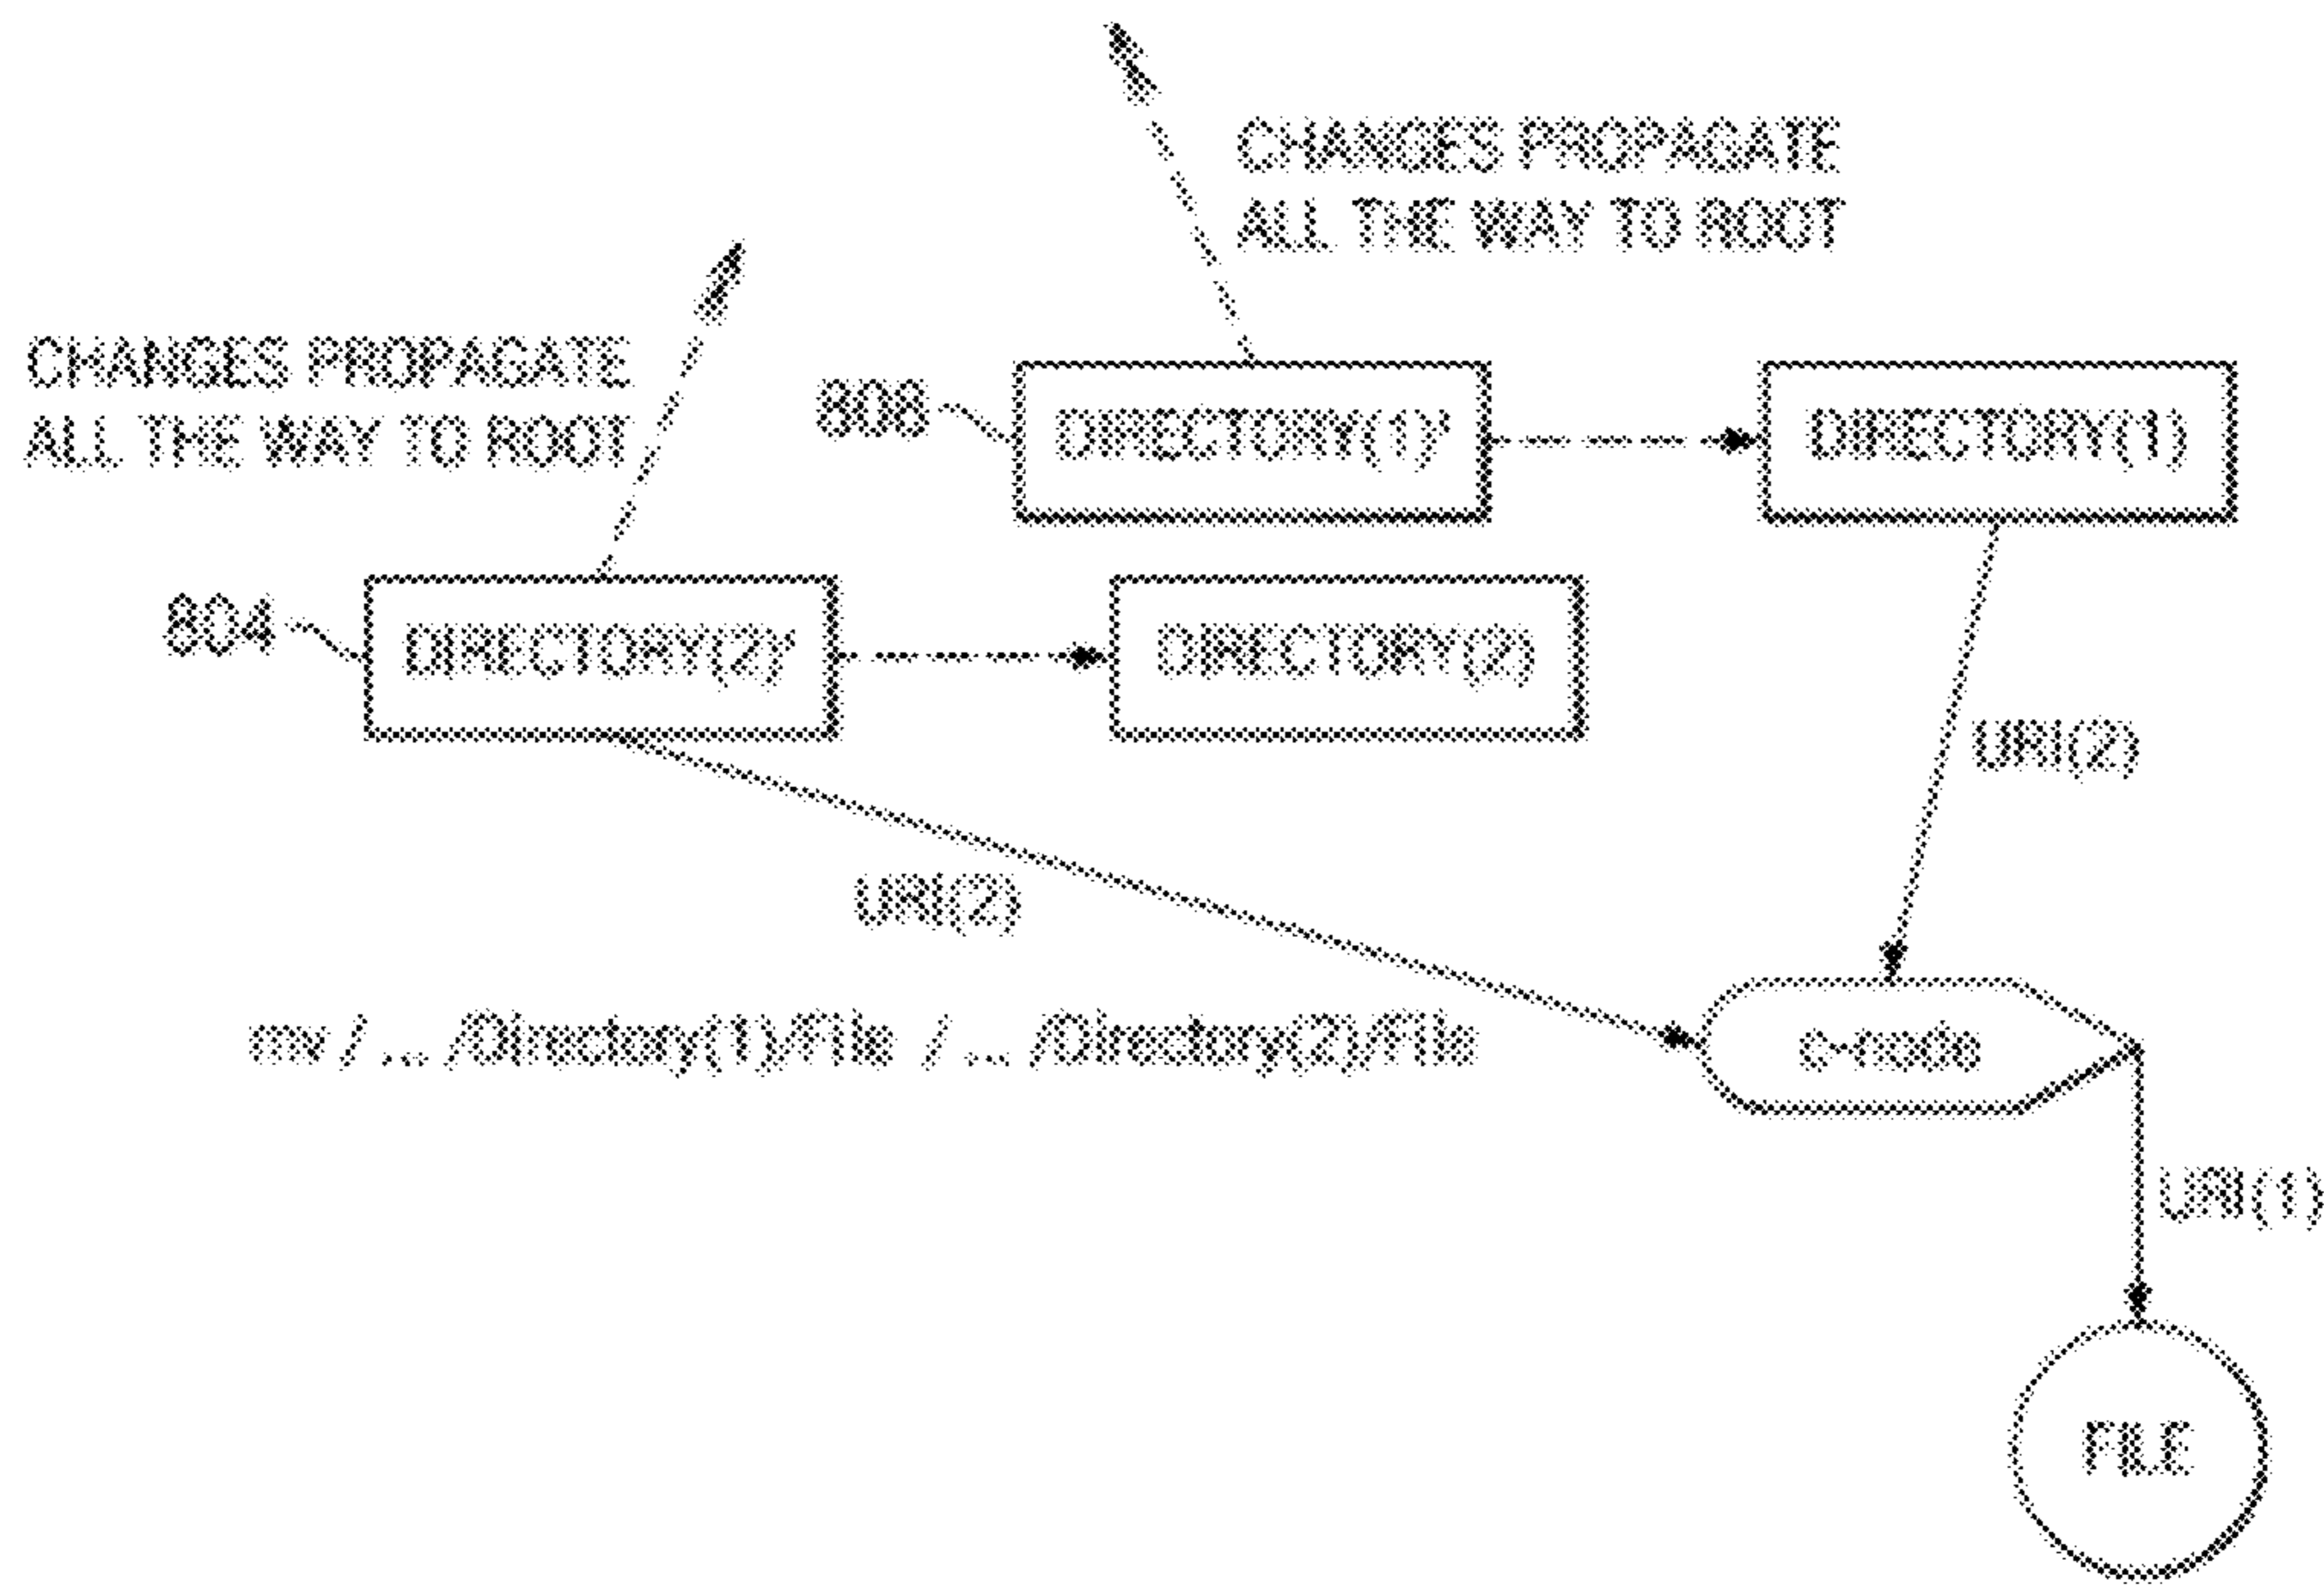 CHANGES PROPAGATE
ALL THE WAY TO ROOT
CHANGES PROPAGATE
ALL THE WAY TO ROOT
808
DIRECTORY(1)'
DIRECTORY(1)
804
DIRECTORY(2)'
DIRECTORY(2)
URI(2)
URI(2)
mv / ... /Directory(1)/File / ... /Directory(2)/File
c-node
URI(1)
FILE